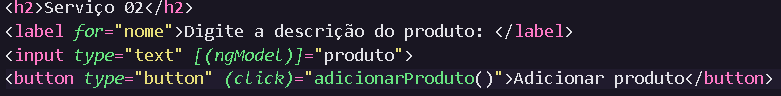 <h2>Serviço 02</h2>
<label for="nome">Digite a descrição do produto: </label>
<input type="text" [(ngModel)]="produto">
<button type="button" (click)="adicionarProduto()">Adicionar produto</button>